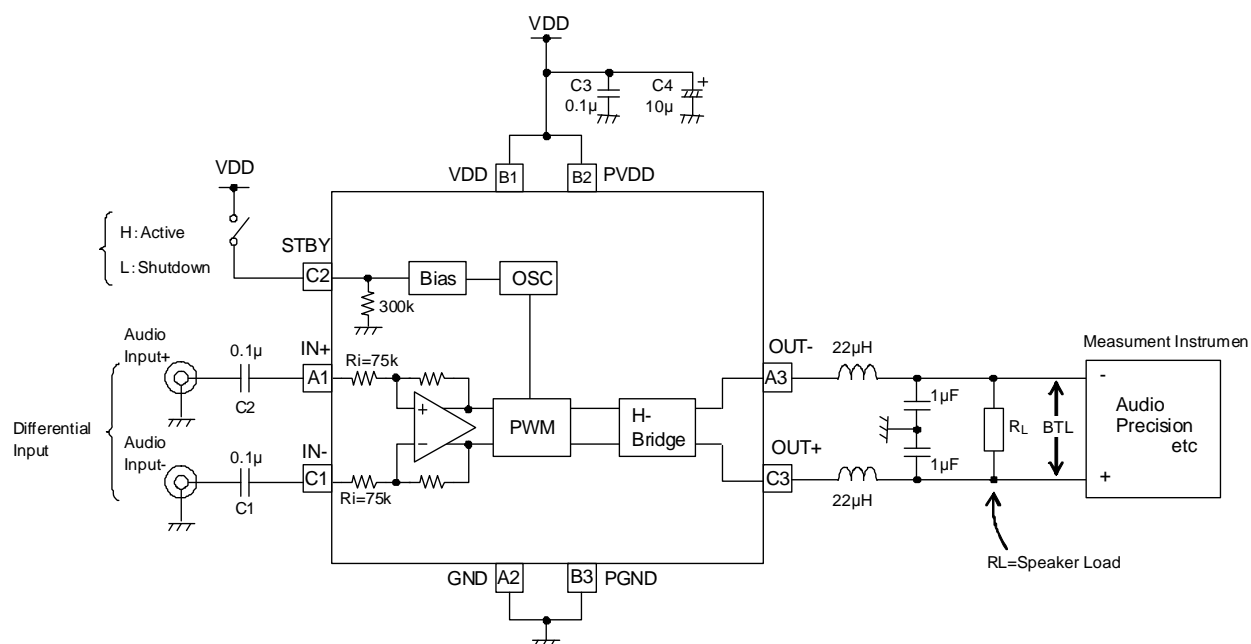 VDD
C3
0.1µ
C4
+
10µ
VDD
B1
B2
PVDD
VDD
H:Active
L:Shutdown
STBY
C2
Bias
OSC
300k
Audio
Input+
0.1µ
C2
IN+
A1
Ri=75k
Differential
Input
Audio
Input-
0.1µ
C1
IN-
C1
Ri=75k
+
−
PWM
H-
Bridge
OUT-
A3
22µH
OUT+
C3
22µH
1µF
1µF
RL
BTL
Measument Instrumen
-
Audio
Precision
etc
+
RL=Speaker Load
GND
A2
B3
PGND